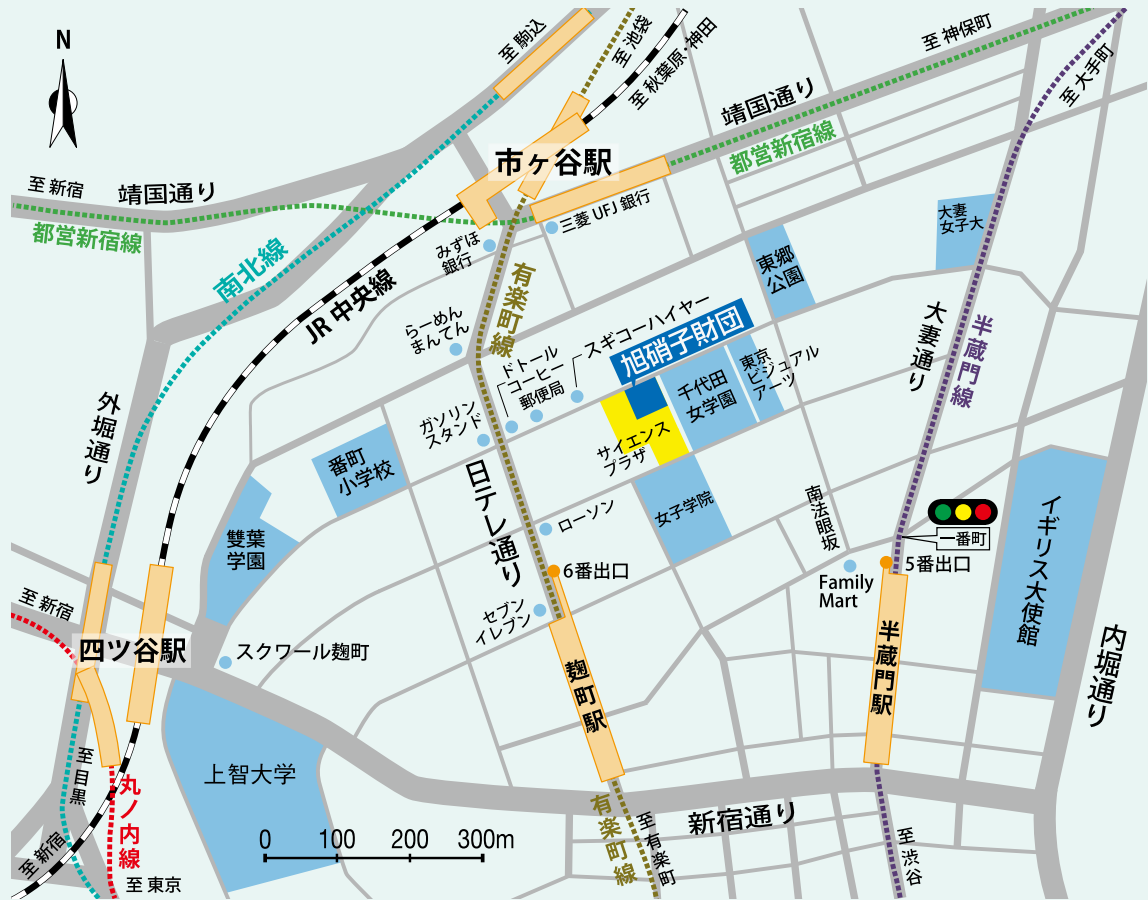 N
至 駒込
至 池袋
至 秋葉原・神田
至 神保町
至 大手町
靖国通り
都営新宿線
市ヶ谷駅
至 新宿
靖国通り
都営新宿線
三菱 UFJ 銀行
みずほ
銀行
大妻
女子大
南北線
JR 中央線
有楽町線
東郷
公園
らーめん
まんてん
ドトール
コーヒー
郵便局
スギコーハイヤー
旭硝子財団
千代田
女学園
東京
ビジュアル
アーツ
大妻通り
半蔵門線
外堀通り
ガソリン
スタンド
サイエンス
プラザ
番町
小学校
日テレ通り
女子学院
南法眼坂
ローソン
雙葉
学園
一番町
5番出口
イギリス大使館
6番出口
Family
Mart
セブン
イレブン
至 新宿
四ツ谷駅
スクワール麹町
麹町駅
半蔵門駅
内堀通り
上智大学
至 目黒
丸ノ内線
0 100 200 300m
新宿通り
有楽町線
至 有楽町
至 渋谷
至 新宿
至 東京